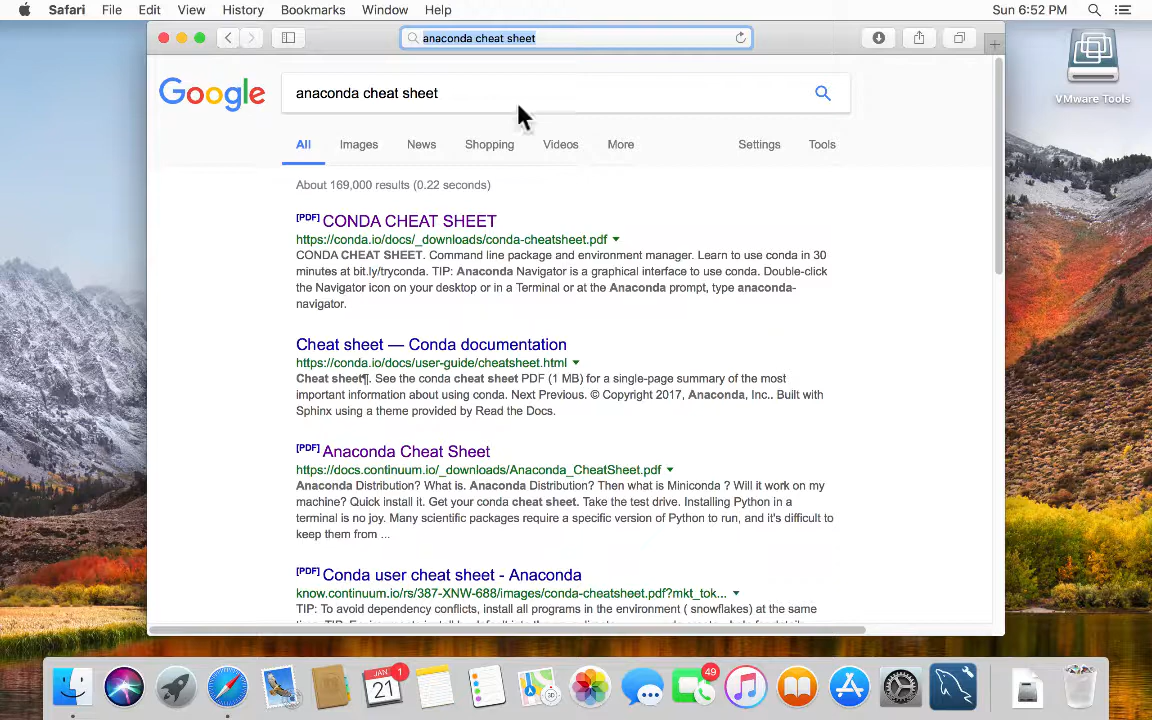 Safari File Edit View History Bookmarks Window Help Sun 6:52 PM
anaconda cheat sheet
VMware Tools
Google
anaconda cheat sheet
All Images News Shopping Videos More Settings Tools
About 169,000 results (0.22 seconds)
[PDF] CONDA CHEAT SHEET
https://conda.io/docs/_downloads/conda-cheatsheet.pdf
CONDA CHEAT SHEET. Command line package and environment manager. Learn to use conda in 30
minutes at bit.ly/tryconda. TIP: Anaconda Navigator is a graphical interface to use conda. Double-click
the Navigator icon on your desktop or in a Terminal or at the Anaconda prompt, type anaconda-
navigator.
Cheat sheet — Conda documentation
https://conda.io/docs/user-guide/cheatsheet.html
Cheat sheet¶. See the conda cheat sheet PDF (1 MB) for a single-page summary of the most
important information about using conda. Next Previous. © Copyright 2017, Anaconda, Inc.. Built with
Sphinx using a theme provided by Read the Docs.
[PDF] Anaconda Cheat Sheet
https://docs.continuum.io/_downloads/Anaconda_CheatSheet.pdf
Anaconda Distribution? What is. Anaconda Distribution? Then what is Miniconda ? Will it work on my
machine? Quick install it. Get your conda cheat sheet. Take the test drive. Installing Python in a
terminal is no joy. Many scientific packages require a specific version of Python to run, and it's difficult to
keep them from ...
[PDF] Conda user cheat sheet - Anaconda
know.continuum.io/rs/387-XNW-688/images/conda-cheatsheet.pdf?mkt_tok...
TIP: To avoid dependency conflicts, install all programs in the environment ( snowflakes) at the same
JAN 1
21
3D
49